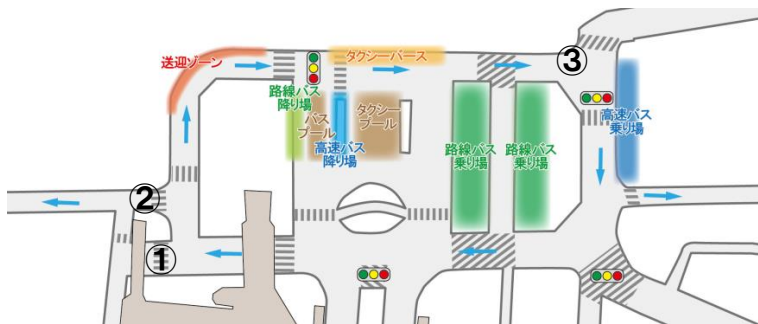 送迎ゾーン
タクシーバース
③
路線バス
降り場
バス
プール
タクシー
プール
高速バス
降り場
路線バス
乗り場
路線バス
乗り場
高速バス
乗り場
②
①